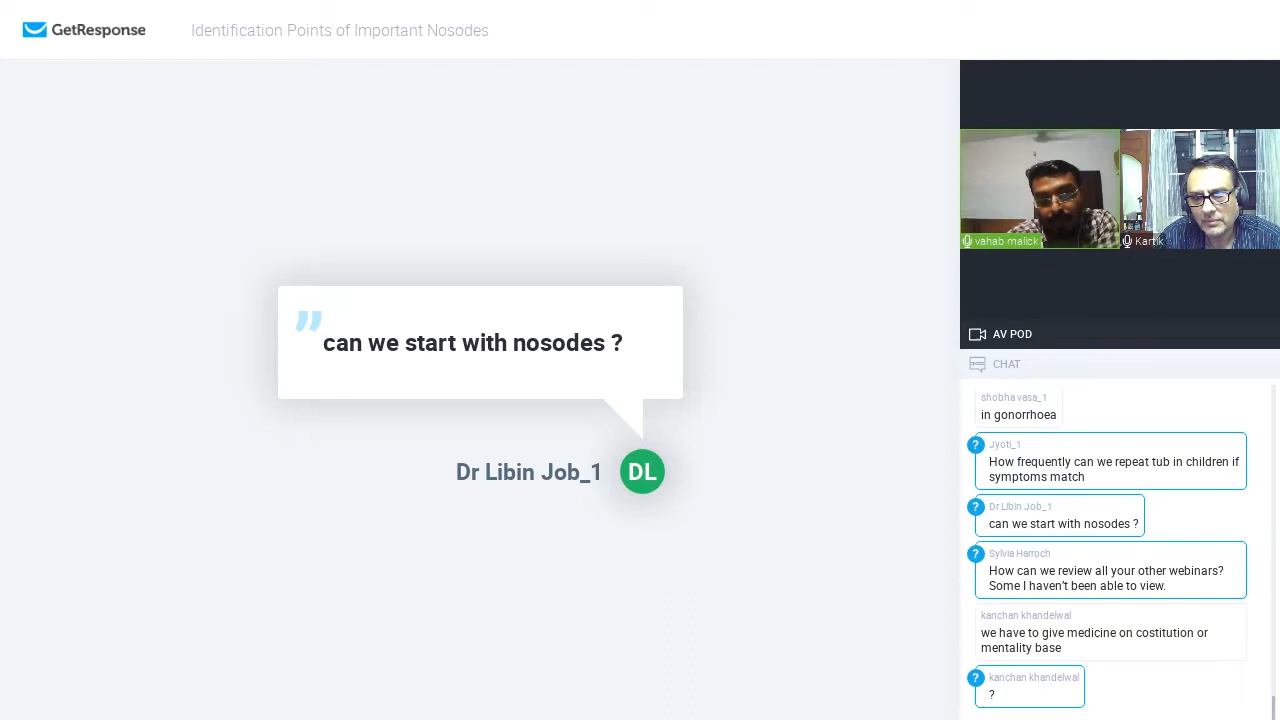 GetResponse
Identification Points of Important Nosodes
” can we start with nosodes ?
Dr Libin Job_1
DL
vahab malick
Kartik
AV POD
CHAT
shobha vasa_1
in gonorrhoea
?
Jyoti_1
How frequently can we repeat tub in children if
symptoms match
?
Dr Libin Job_1
can we start with nosodes ?
?
Sylvia Harroch
How can we review all your other webinars?
Some I haven't been able to view.
kanchan khandelwal
we have to give medicine on costitution or
mentality base
?
kanchan khandelwal
?